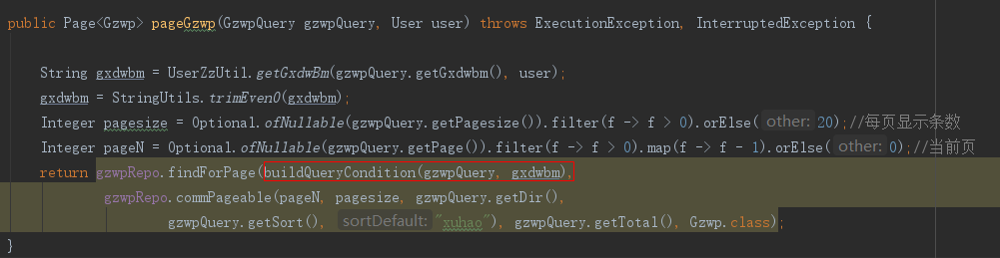 public Page<Gzwp> pageGzwp(GzwpQuery gzwpQuery, User user) throws ExecutionException, InterruptedException {
String gxdwbm = UserZzUtil.getGxdwBm(gzwpQuery.getGxdwbm(), user);
gxdwbm = StringUtils.trimEven0(gxdwbm);
Integer pagesize = Optional.ofNullable(gzwpQuery.getPagesize()).filter(f -> f > 0).orElse( other: 20);//每页显示条数
Integer pageN = Optional.ofNullable(gzwpQuery.getPage()).filter(f -> f > 0).map(f -> f - 1).orElse( other: 0);//当前页
return gzwpRepo.findForPage(buildQueryCondition(gzwpQuery, gxdwbm),
gzwpRepo.commPageable(pageN, pagesize, gzwpQuery.getDir(),
gzwpQuery.getSort(), sortDefault: "xuhao"), gzwpQuery.getTotal(), Gzwp.class);
}